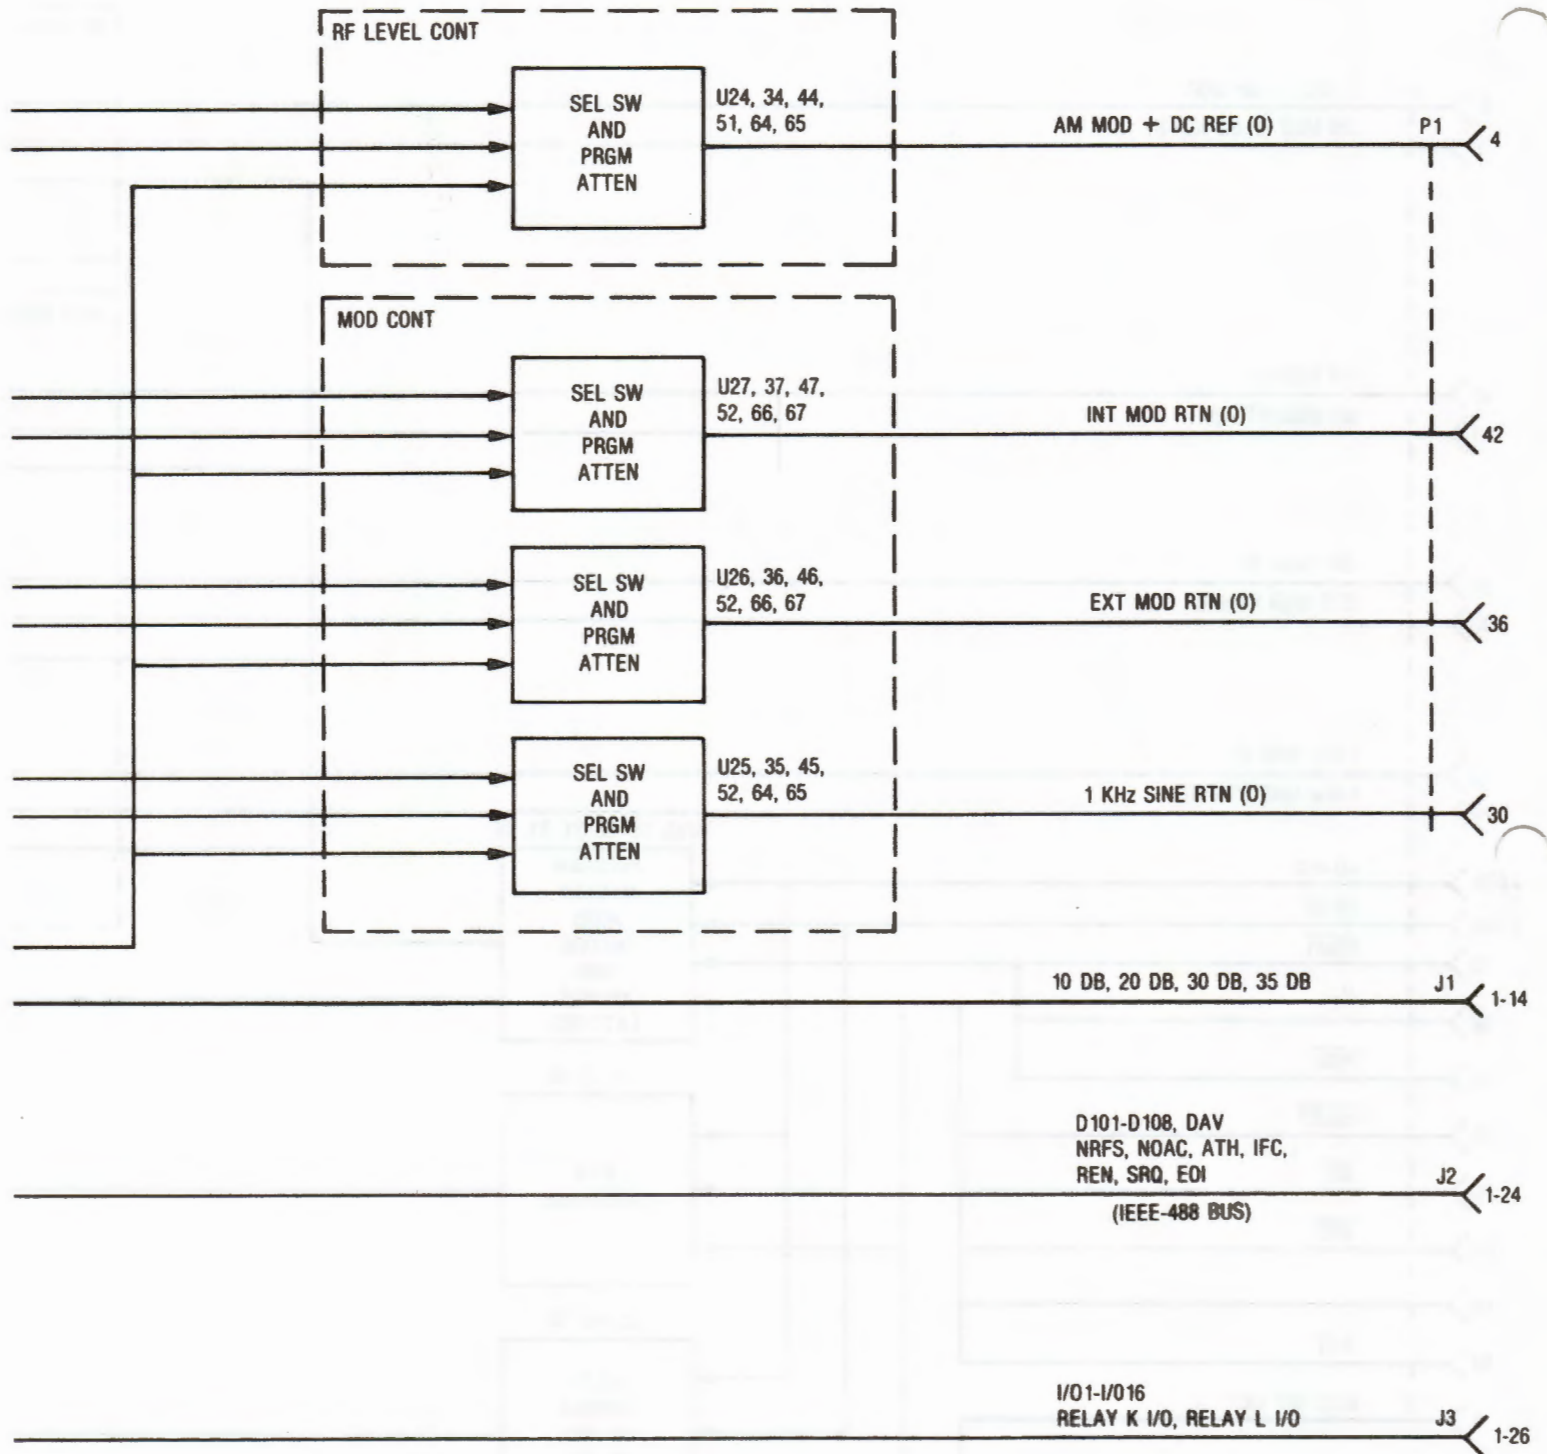 RF LEVEL CONT
SEL SW
AND
PRGM
ATTEN
U24, 34, 44,
51, 64, 65
AM MOD + DC REF (O)
P1
4
MOD CONT
SEL SW
AND
PRGM
ATTEN
U27, 37, 47,
52, 66, 67
INT MOD RTN (O)
42
SEL SW
AND
PRGM
ATTEN
U26, 36, 46,
52, 66, 67
EXT MOD RTN (O)
36
SEL SW
AND
PRGM
ATTEN
U25, 35, 45,
52, 64, 65
1 KHz SINE RTN (O)
30
10 DB, 20 DB, 30 DB, 35 DB
J1
1-14
D101-D108, DAV
NRFS, NOAC, ATH, IFC,
REN, SRQ, EOI
(IEEE-488 BUS)
J2
1-24
I/O1-I/O16
RELAY K I/O, RELAY L I/O
J3
1-26